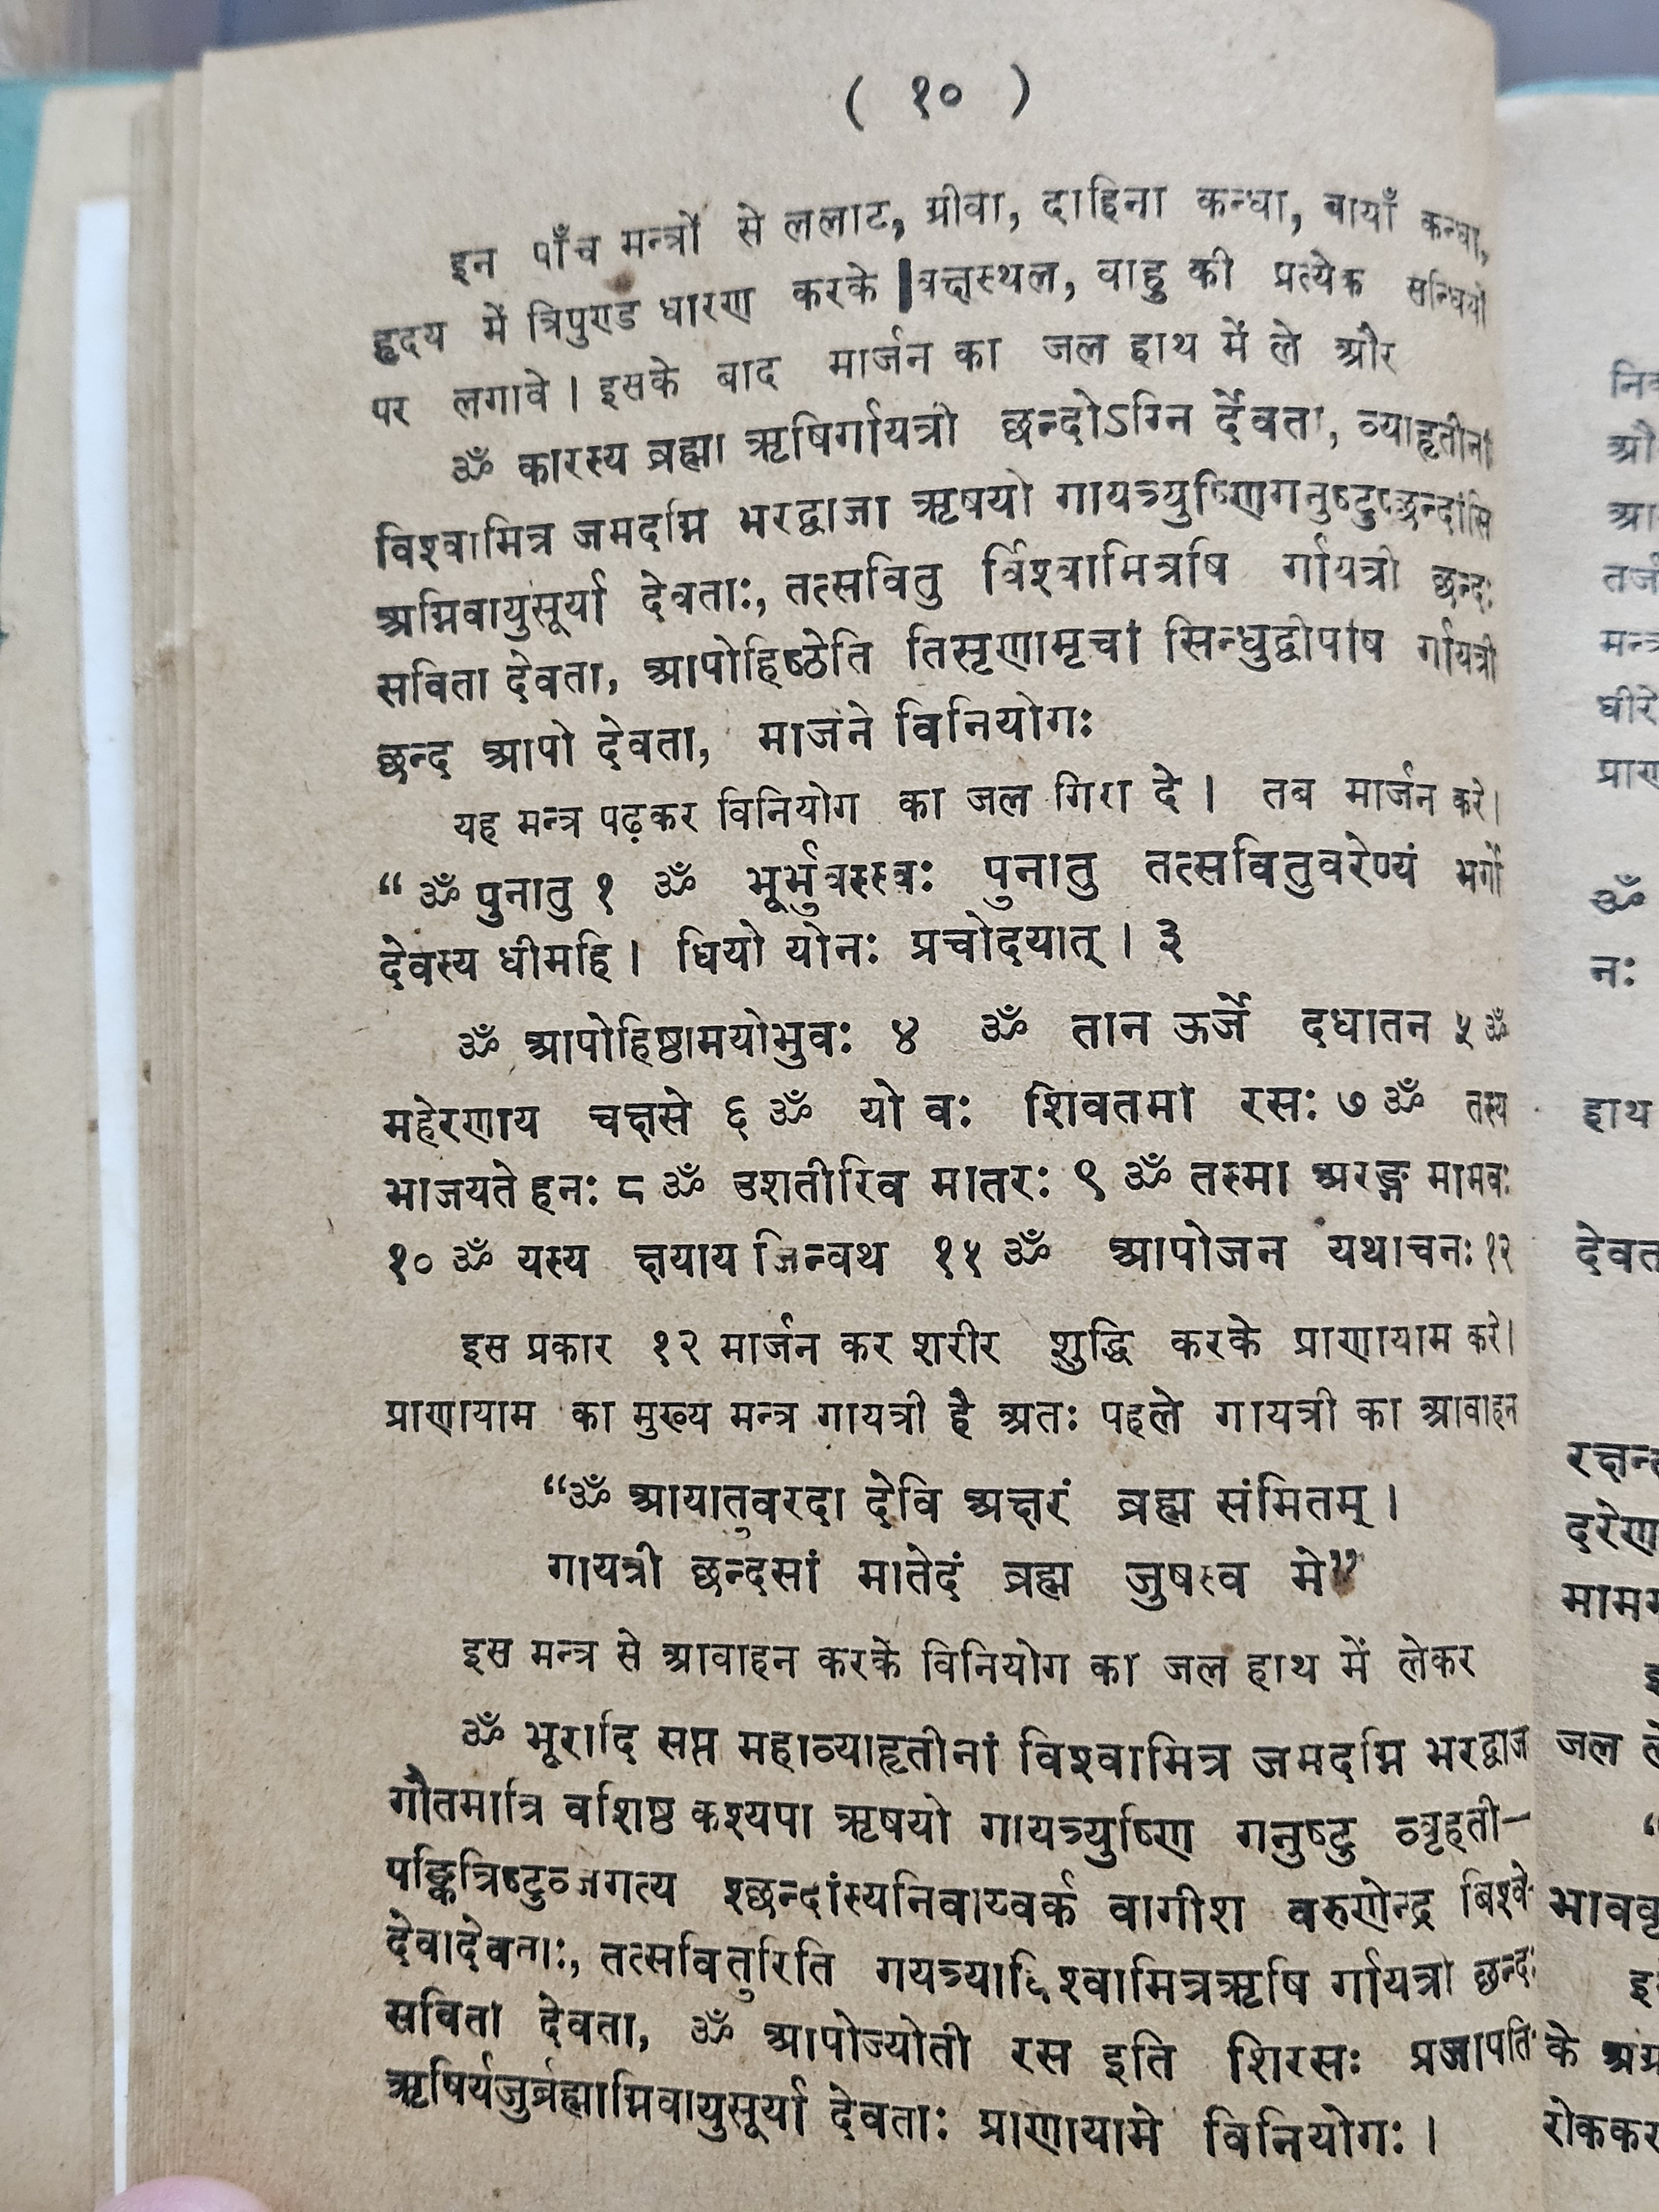 ( १० )
इन पाँच मन्त्रों से ललाट, ग्रीवा, दाहिना कन्धा, बायाँ कन्धा,
हृदय में त्रिपुण्ड धारण करके वक्षस्थल, वाहु की प्रत्येक सन्धियों
पर लगावे । इसके बाद मार्जन का जल हाथ में ले और
ॐ कारस्य ब्रह्मा ऋषिर्गायत्री छन्दोऽग्नि र्देवता, व्याहृतीनां
विश्वामित्र जमदग्नि भरद्वाजा ऋषयो गायत्र्युष्णिगनुष्टुप्छन्दांसि
अग्निवायुसूर्या देवताः, तत्सवितु र्विश्वामित्रषि र्गायत्री छन्दः
सविता देवता, आपोहिष्ठेति तिसृणामृचां सिन्धुद्वीपषि र्गायत्री
छन्द आपो देवता, माजंने विनियोगः
यह मन्त्र पढ़कर विनियोग का जल गिरा दे । तब मार्जन करे।
“ ॐ पुनातु १ ॐ भूर्भुवस्स्वः पुनातु तत्सवितुवरेण्यं भर्गो
देवस्य धीमहि । धियो योनः प्रचोदयात् । ३
ॐ आपोहिष्ठामयोभुवः ४ ॐ तान ऊर्जे दधातन ५ ॐ
महेरणाय चक्षसे ६ ॐ यो वः शिवतमो रसः ७ ॐ तस्य
भाजयते हनः ८ ॐ उशतीरिव मातरः ९ ॐ तस्मा अरङ्ग मामवः
१० ॐ यस्य क्षयाय जिन्वथ ११ ॐ आपोजन यथाचनः १२
इस प्रकार १२ मार्जन कर शरीर शुद्धि करके प्राणायाम करे।
प्राणायाम का मुख्य मन्त्र गायत्री है अतः पहले गायत्री का आवाहन
“ॐ आयातुवरदा देवि अक्षरं ब्रह्म संमितम् ।
गायत्री छन्दसां मातेदं ब्रह्म जुषस्व मे”
इस मन्त्र से आवाहन करकें विनियोग का जल हाथ में लेकर
ॐ भूरादि सप्त महाव्याहृतीनां विश्वामित्र जमदग्नि भरद्वाज
गौतमात्रि वशिष्ठ कश्यपा ऋषयो गायत्र्युष्णि गनुष्टु व्वृहती—
पङ्क्तित्रिष्टुब्जगत्य श्छन्दांस्यनिवाय्वर्क वागीश वरुणेन्द्र बिश्वे-
देवादेवताः, तत्सवितुरिति गयत्र्याद्विश्वामित्रऋषि र्गायत्री छन्दः
सविता देवता, ॐ आपोज्योती रस इति शिरसः प्रजापति
ऋषिर्यजुर्ब्रह्माग्निवायुसूर्या देवताः प्राणायामे विनियोगः ।
ॐ
नः
हाथ
जल